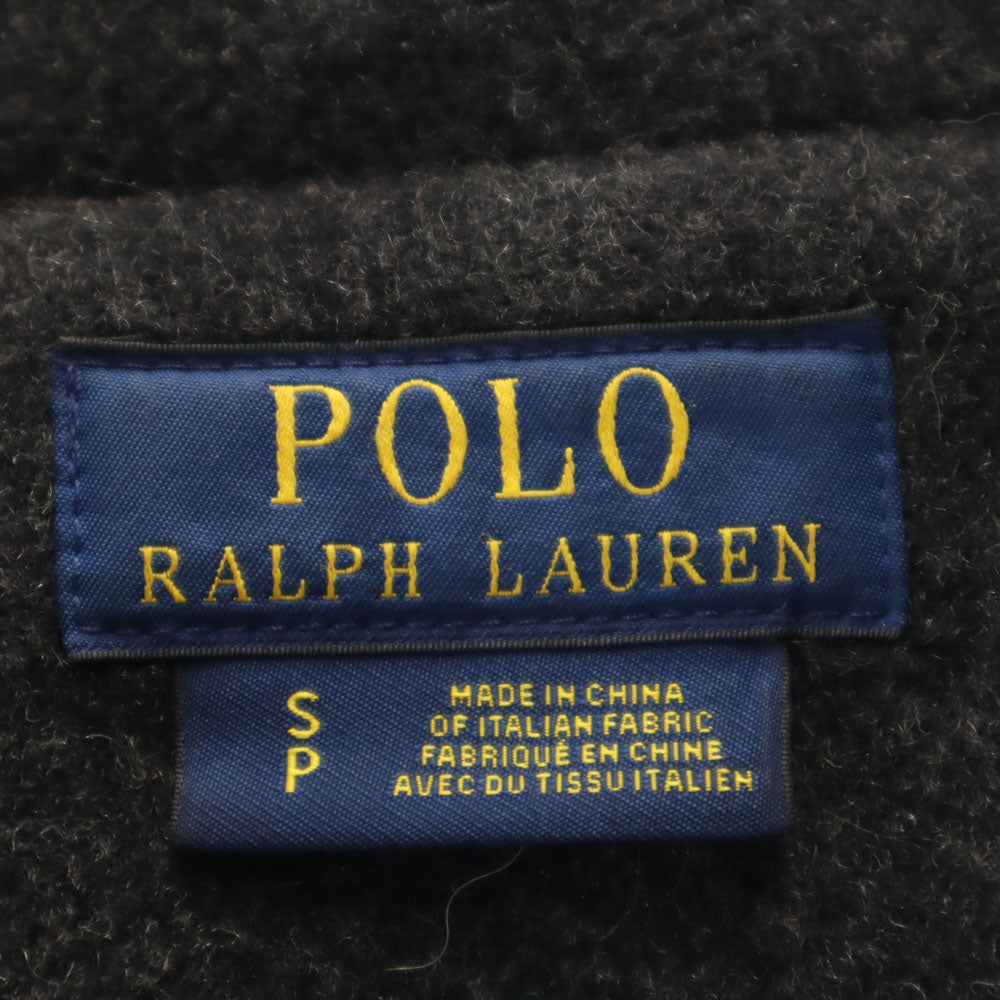 POLO
RALPH LAUREN
S
P
MADE IN CHINA
OF ITALIAN FABRIC
FABRIQUÉ EN CHINE
AVEC DU TISSU ITALIEN